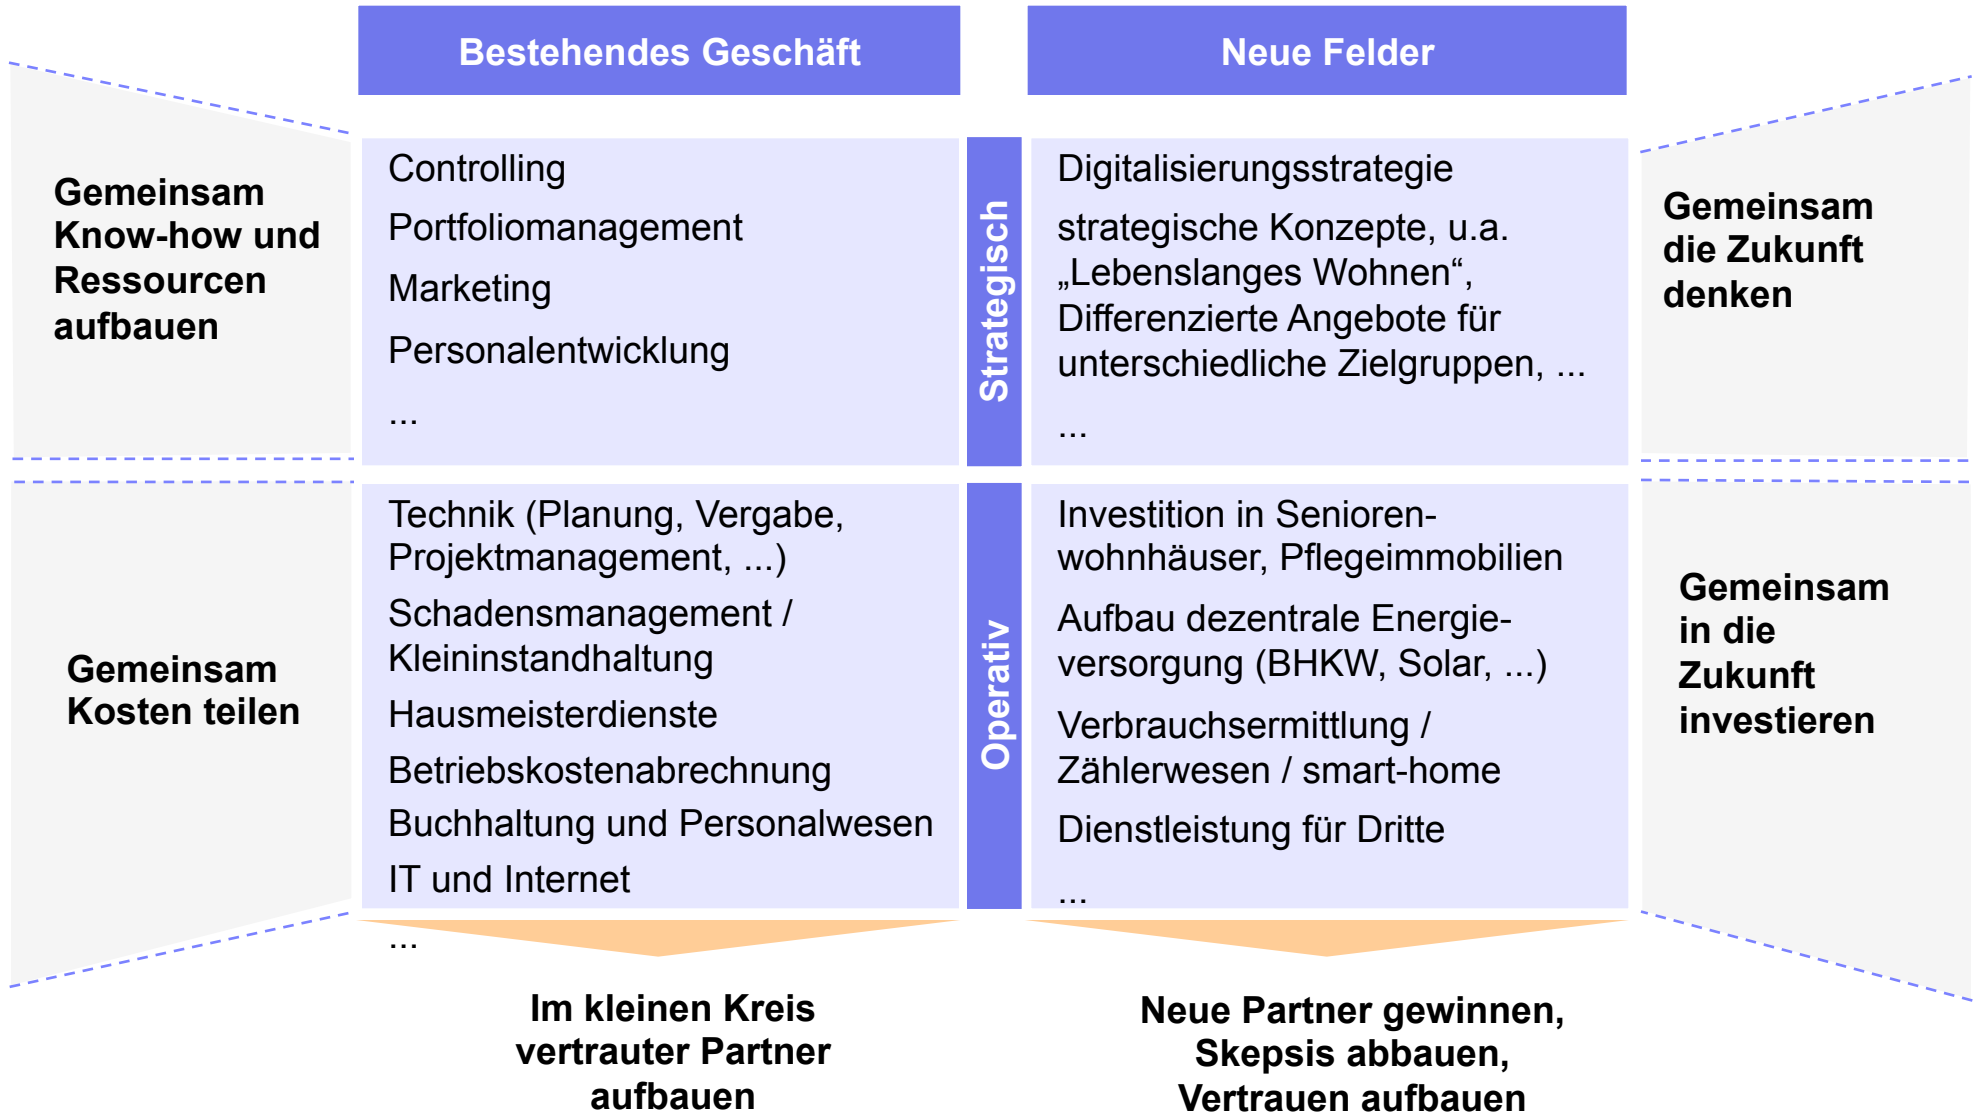 Bestehendes Geschäft
Neue Felder
Gemeinsam
Know-how und
Ressourcen
aufbauen
Controlling
Portfoliomanagement
Marketing
Personalentwicklung
...
Strategisch
Digitalisierungsstrategie
strategische Konzepte, u.a.
„Lebenslanges Wohnen“,
Differenzierte Angebote für
unterschiedliche Zielgruppen, ...
...
Gemeinsam
die Zukunft
denken
Gemeinsam
Kosten teilen
Technik (Planung, Vergabe,
Projektmanagement, ...)
Schadensmanagement /
Kleininstandhaltung
Hausmeisterdienste
Betriebskostenabrechnung
Buchhaltung und Personalwesen
IT und Internet
...
Operativ
Investition in Senioren-
wohnhäuser, Pflegeimmobilien
Aufbau dezentrale Energie-
versorgung (BHKW, Solar, ...)
Verbrauchsermittlung /
Zählerwesen / smart-home
Dienstleistung für Dritte
...
Gemeinsam
in die
Zukunft
investieren
Im kleinen Kreis
vertrauter Partner
aufbauen
Neue Partner gewinnen,
Skepsis abbauen,
Vertrauen aufbauen